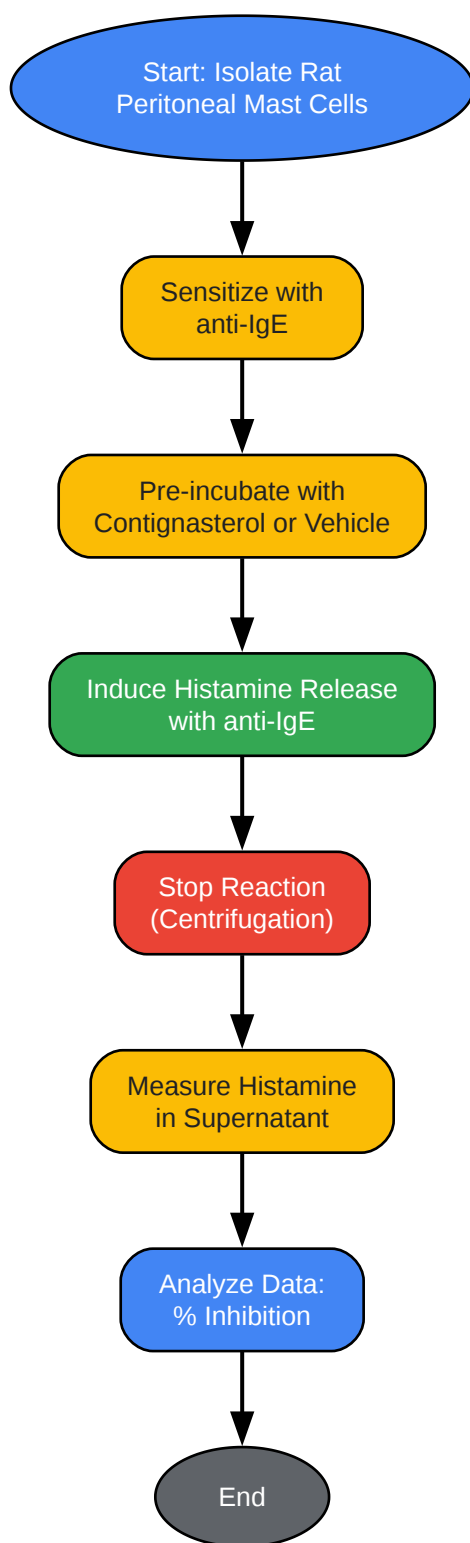 Start: Isolate Rat
Peritoneal Mast Cells
Sensitize with
anti-IgE
Pre-incubate with
Contignasterol or Vehicle
Induce Histamine Release
with anti-IgE
Stop Reaction
(Centrifugation)
Measure Histamine
in Supernatant
Analyze Data:
% Inhibition
End